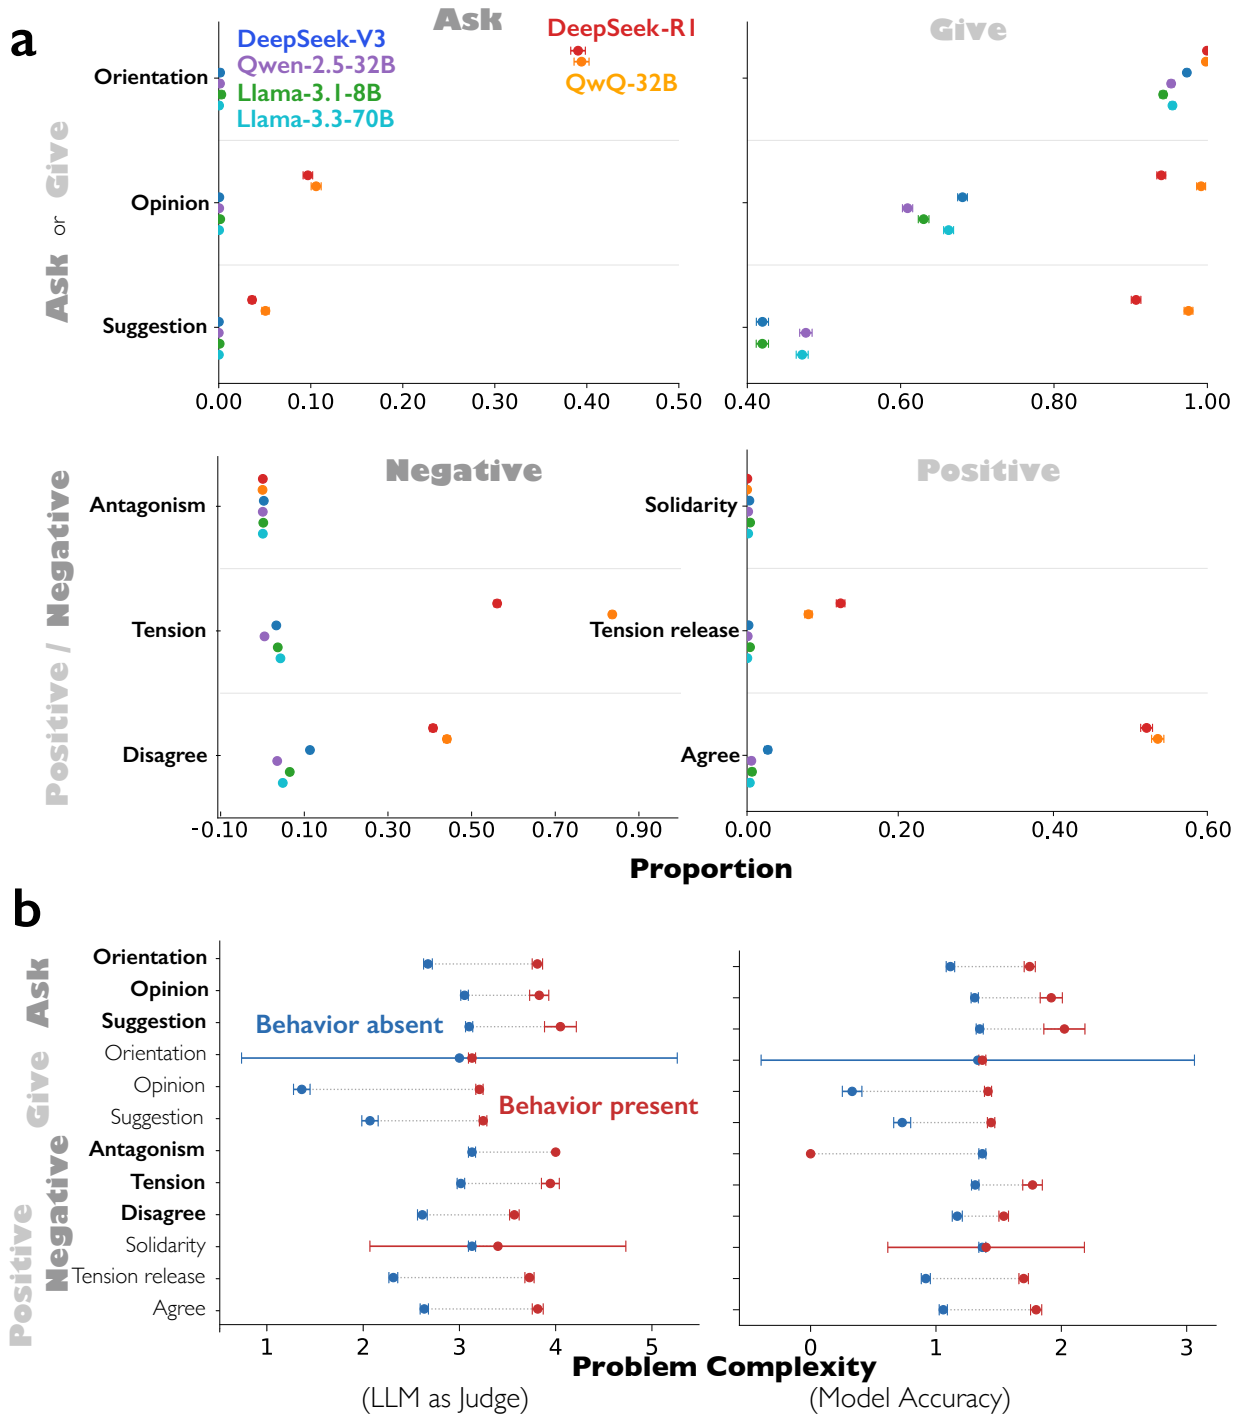 a
Ask
Give
DeepSeek-V3
Qwen-2.5-32B
Llama-3.1-8B
Llama-3.3-70B
DeepSeek-R1
QwQ-32B
Ask or Give
Orientation
Opinion
Suggestion
0.00 0.10 0.20 0.30 0.40 0.50
0.40 0.60 0.80 1.00
Negative
Positive
Positive / Negative
Antagonism
Tension
Disagree
Solidarity
Tension release
Agree
-0.10 0.10 0.30 0.50 0.70 0.90
0.00 0.20 0.40 0.60
Proportion
b
Ask
Give
Negative
Positive
Orientation
Opinion
Suggestion
Orientation
Opinion
Suggestion
Antagonism
Tension
Disagree
Solidarity
Tension release
Agree
Behavior absent
Behavior present
1 2 3 4 5
0 1 2 3
Problem Complexity
(LLM as Judge)
(Model Accuracy)